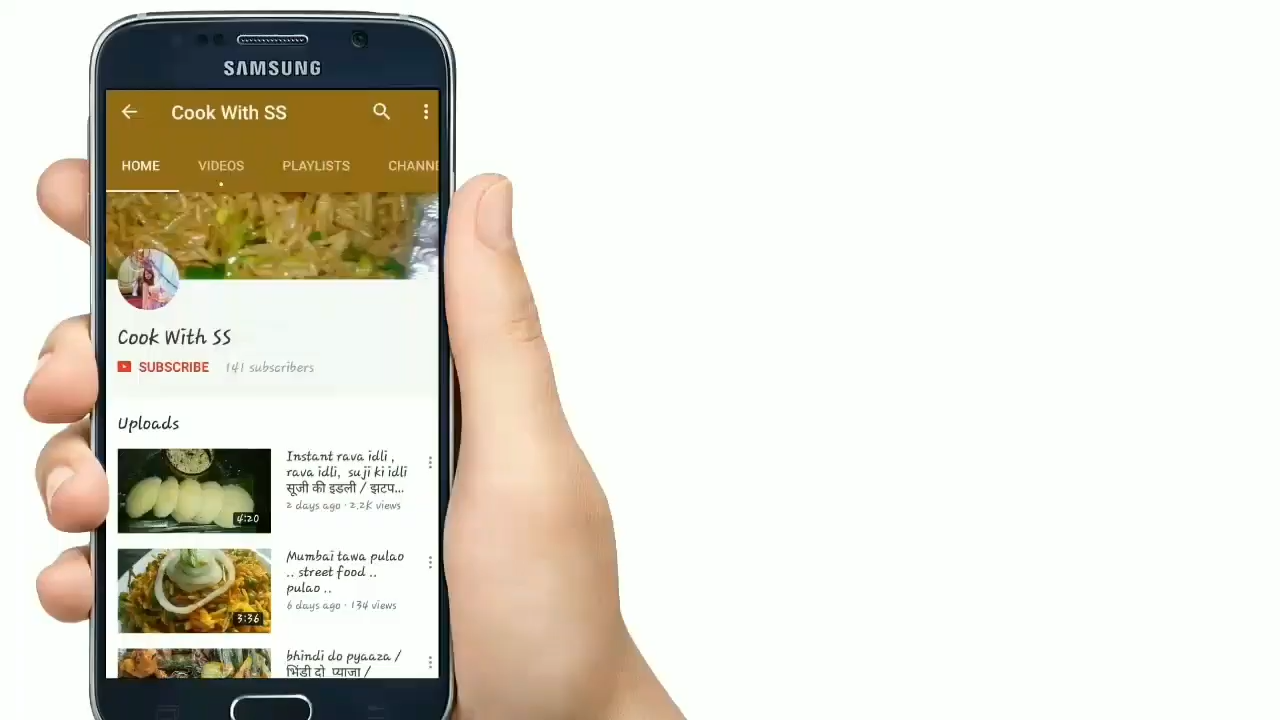 SAMSUNG
Cook With SS
HOME VIDEOS PLAYLISTS CHANNE
Cook With SS
SUBSCRIBE 141 subscribers
Uploads
Instant rava idli ,
rava idli, suji ki idli
सूजी की इडली / झटप...
2 days ago · 2.2K views
4:20
Mumbai tawa pulao
.. street food ..
pulao ..
6 days ago · 134 views
3:36
bhindi do pyaaza /
भिंडी दो प्याजा /